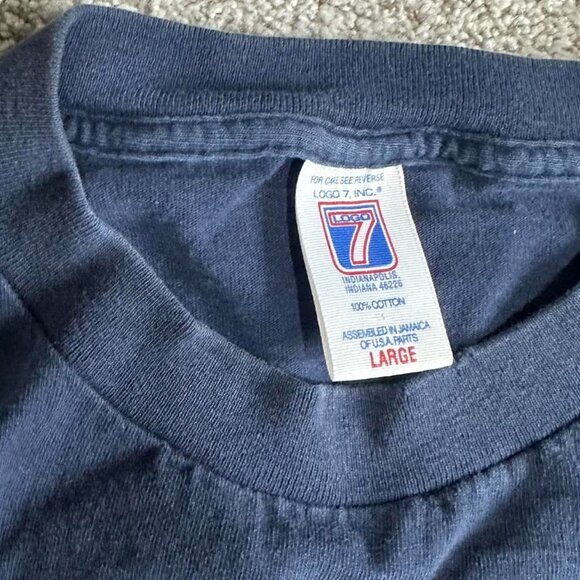 FOR CARE SEE REVERSE
LOGO 7, INC.®
LOGO
7
INDIANAPOLIS,
INDIANA 46226
100% COTTON
ASSEMBLED IN JAMAICA
OF U.S.A. PARTS
LARGE